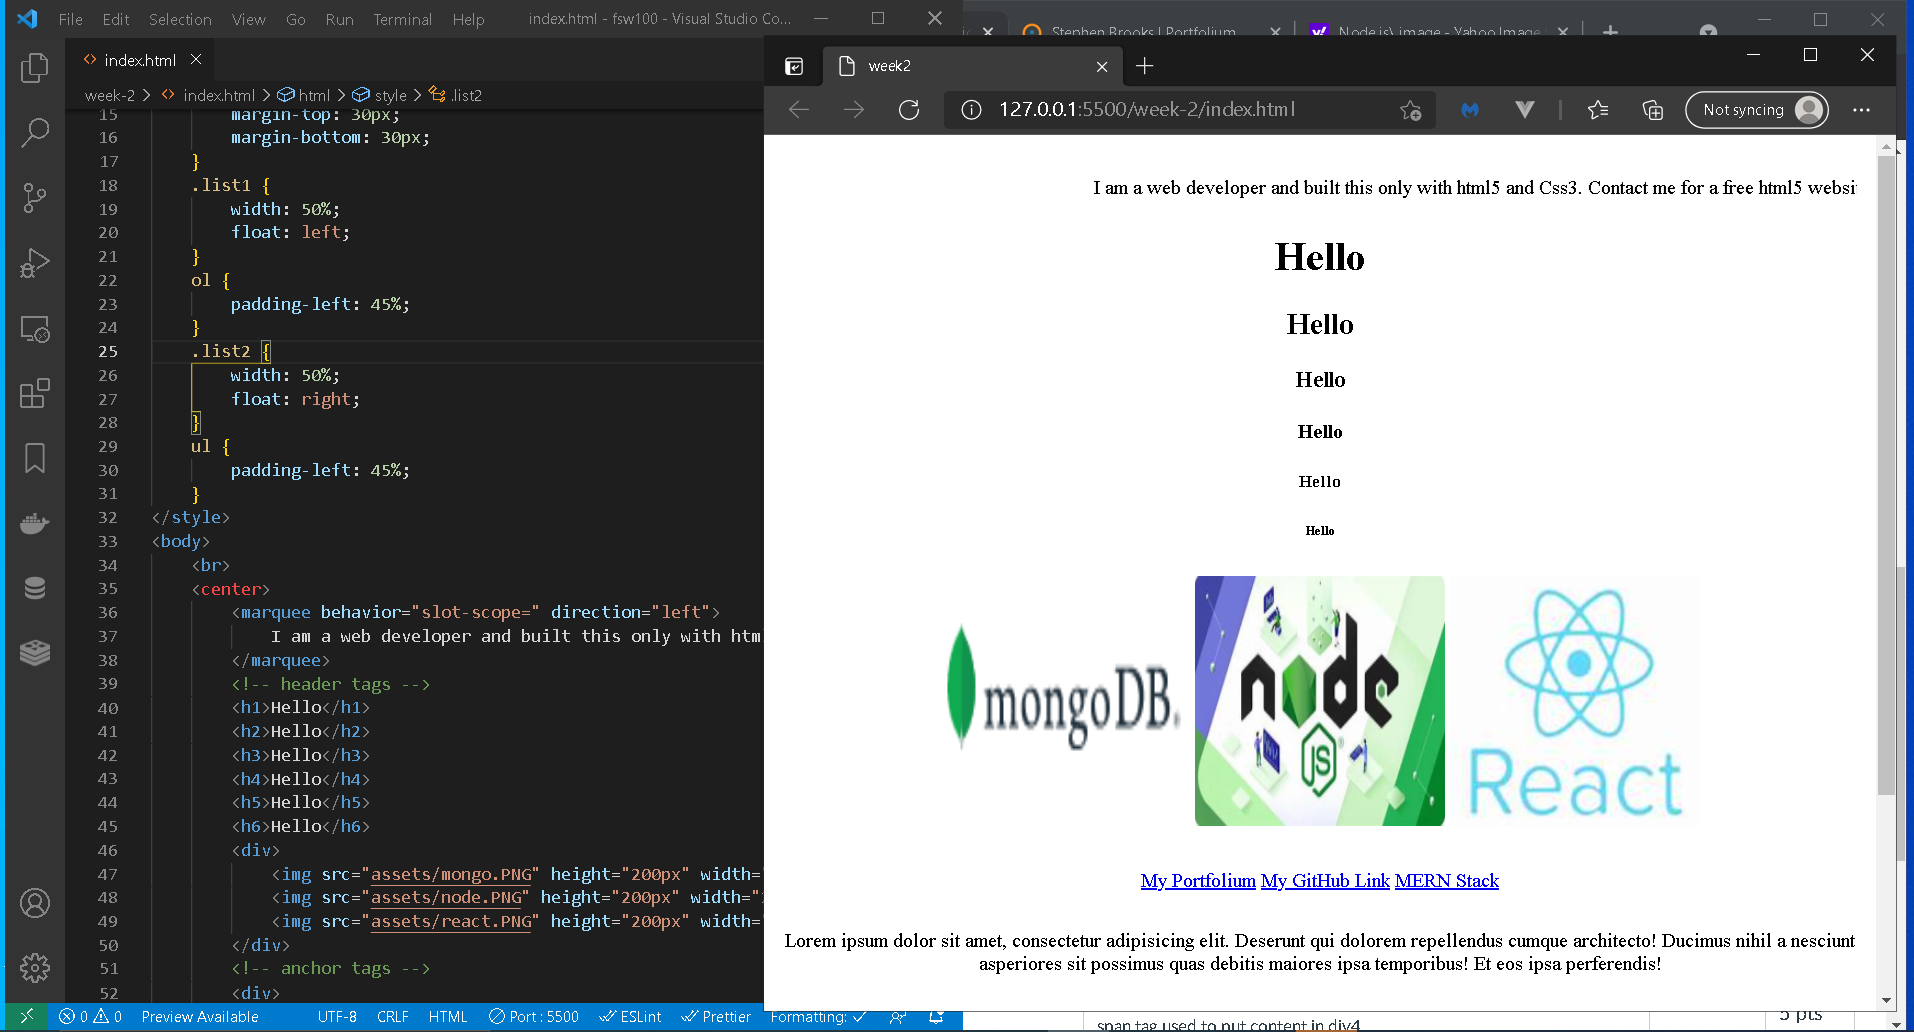 File Edit Selection View Go Run Terminal Help index.html - fsw100 - Visual Studio Co...
Stephen Brooks | Portfolium
Node js\ image - Yahoo Image
index.html
week-2 > index.html > html > style > .list2
15 margin-top: 30px;
16 margin-bottom: 30px;
17 }
18 .list1 {
19 width: 50%;
20 float: left;
21 }
22 ol {
23 padding-left: 45%;
24 }
25 .list2 {
26 width: 50%;
27 float: right;
28 }
29 ul {
30 padding-left: 45%;
31 }
32 </style>
33 <body>
34 <br>
35 <center>
36 <marquee behavior="slot-scope=" direction="left">
37 I am a web developer and built this only with htm
38 </marquee>
39 <!-- header tags -->
40 <h1>Hello</h1>
41 <h2>Hello</h2>
42 <h3>Hello</h3>
43 <h4>Hello</h4>
44 <h5>Hello</h5>
45 <h6>Hello</h6>
46 <div>
47 <img src="assets/mongo.PNG" height="200px" width="
48 <img src="assets/node.PNG" height="200px" width="
49 <img src="assets/react.PNG" height="200px" width="
50 </div>
51 <!-- anchor tags -->
52 <div>
0 0 Preview Available UTF-8 CRLF HTML Port : 5500 ESLint Prettier Formatting:
week2
127.0.0.1:5500/week-2/index.html
Not syncing
I am a web developer and built this only with html5 and Css3. Contact me for a free html5 websi
Hello
Hello
Hello
Hello
Hello
Hello
mongoDB.
node
JS
React
My Portfolium My GitHub Link MERN Stack
Lorem ipsum dolor sit amet, consectetur adipisicing elit. Deserunt qui dolorem repellendus cumque architecto! Ducimus nihil a nesciunt
asperiores sit possimus quas debitis maiores ipsa temporibus! Et eos ipsa perferendis!
span tag used to put content in div4
5 pts